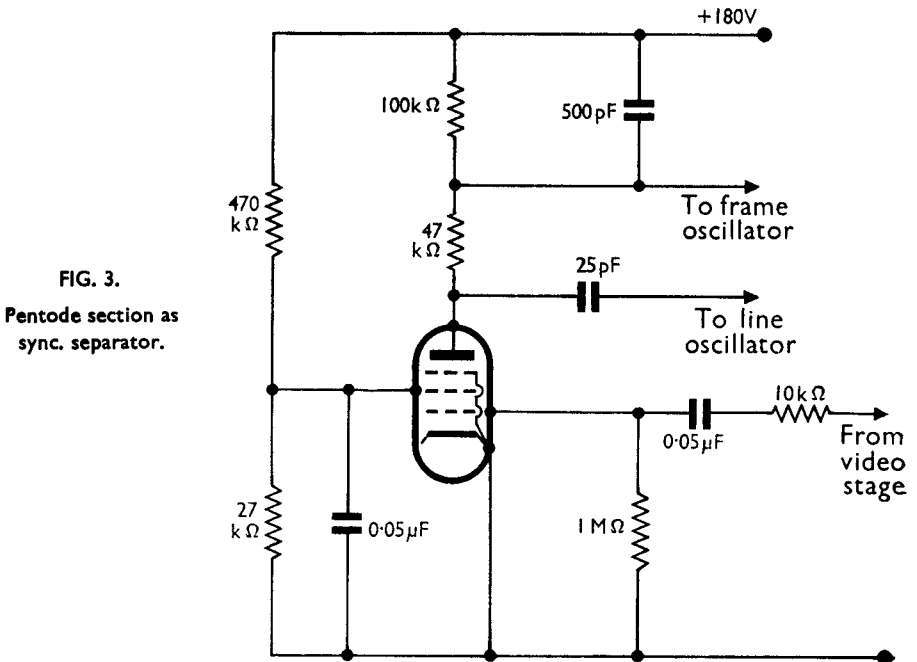 +180V
100kΩ
500pF
470
kΩ
To frame
oscillator
47
kΩ
25pF
FIG. 3.
Pentode section as
sync. separator.
To line
oscillator
10kΩ
0·05μF
From
video
stage
27
kΩ
0·05μF
1MΩ